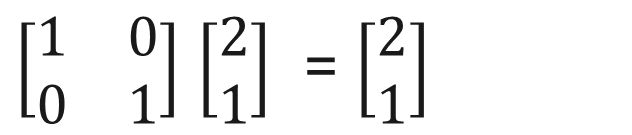 [1 0
0 1] [2
1] = [2
1]